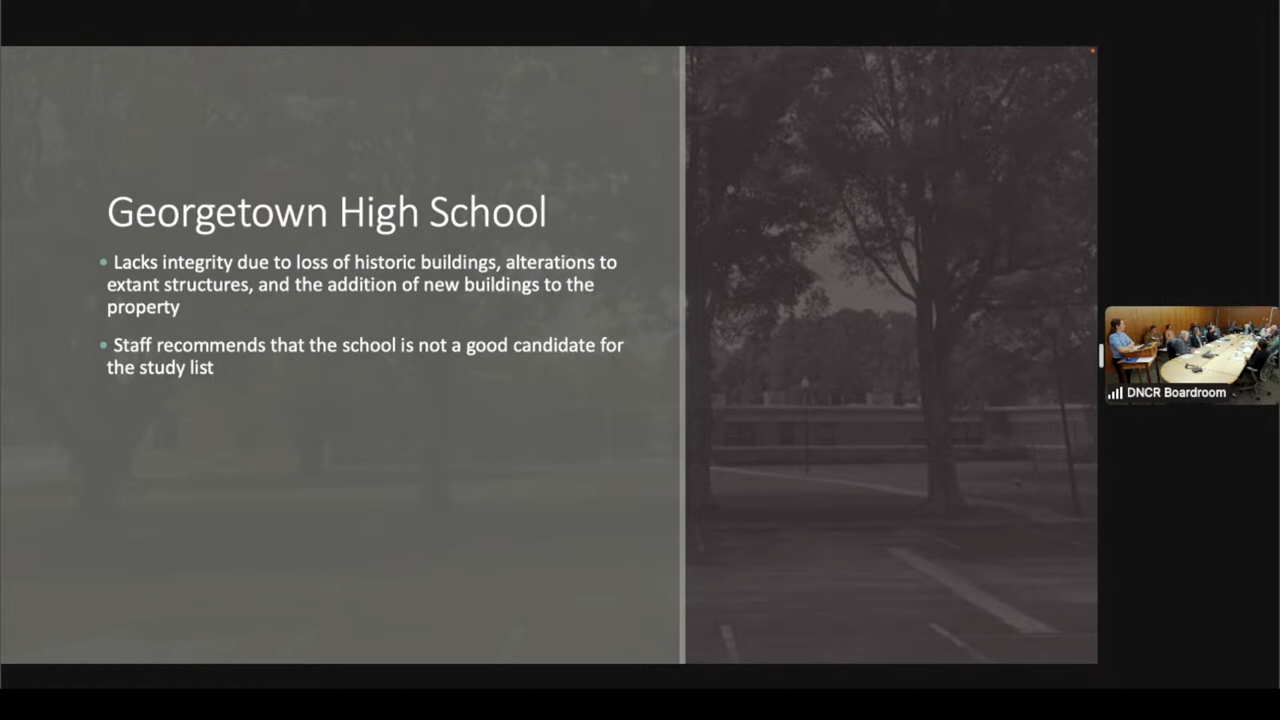 Georgetown High School
• Lacks integrity due to loss of historic buildings, alterations to
extant structures, and the addition of new buildings to the
property
• Staff recommends that the school is not a good candidate for
the study list
DNCR Boardroom